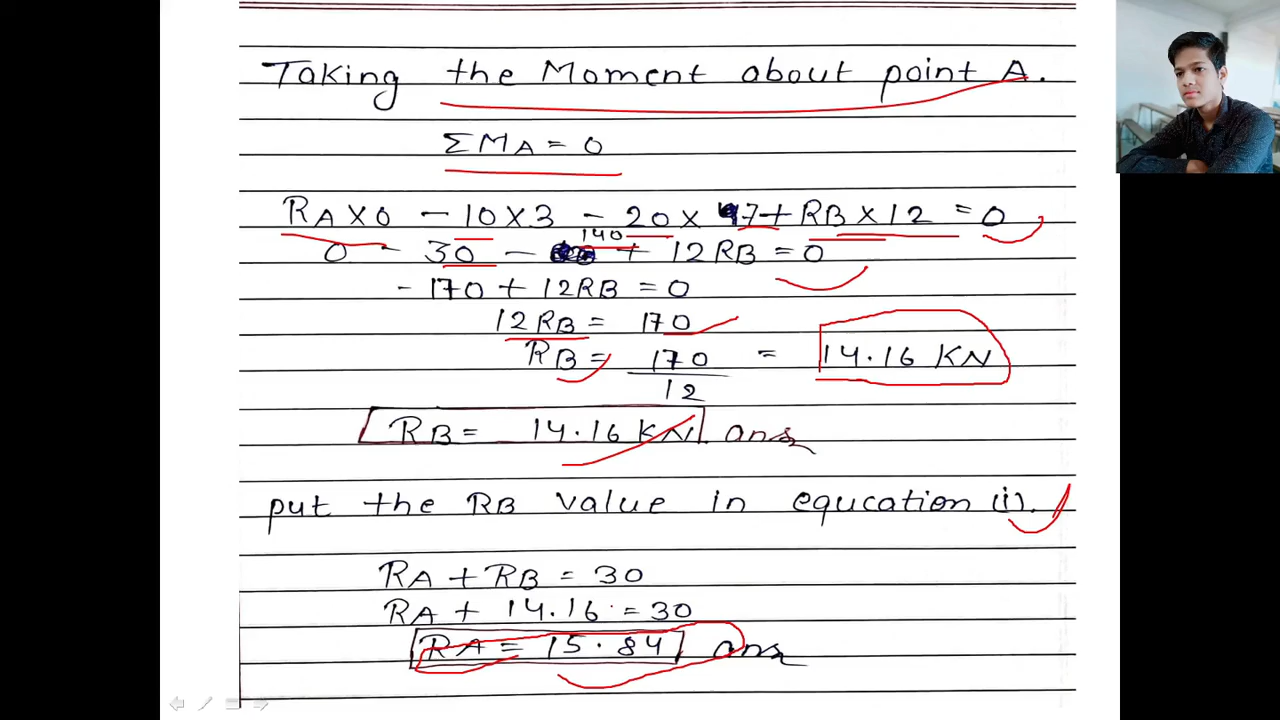 Taking the Moment about point A.
ΣMA = 0
RA×0 - 10×3 - 20× 7+ RB×12 = 0
0 - 30 - 140 + 12RB = 0
-170 + 12RB = 0
12RB = 170
RB = 170/12 = 14.16 KN
RB = 14.16 KN. ans
put the RB value in equcation (i).
RA + RB = 30
RA + 14.16 = 30
RA = 15.84 ans